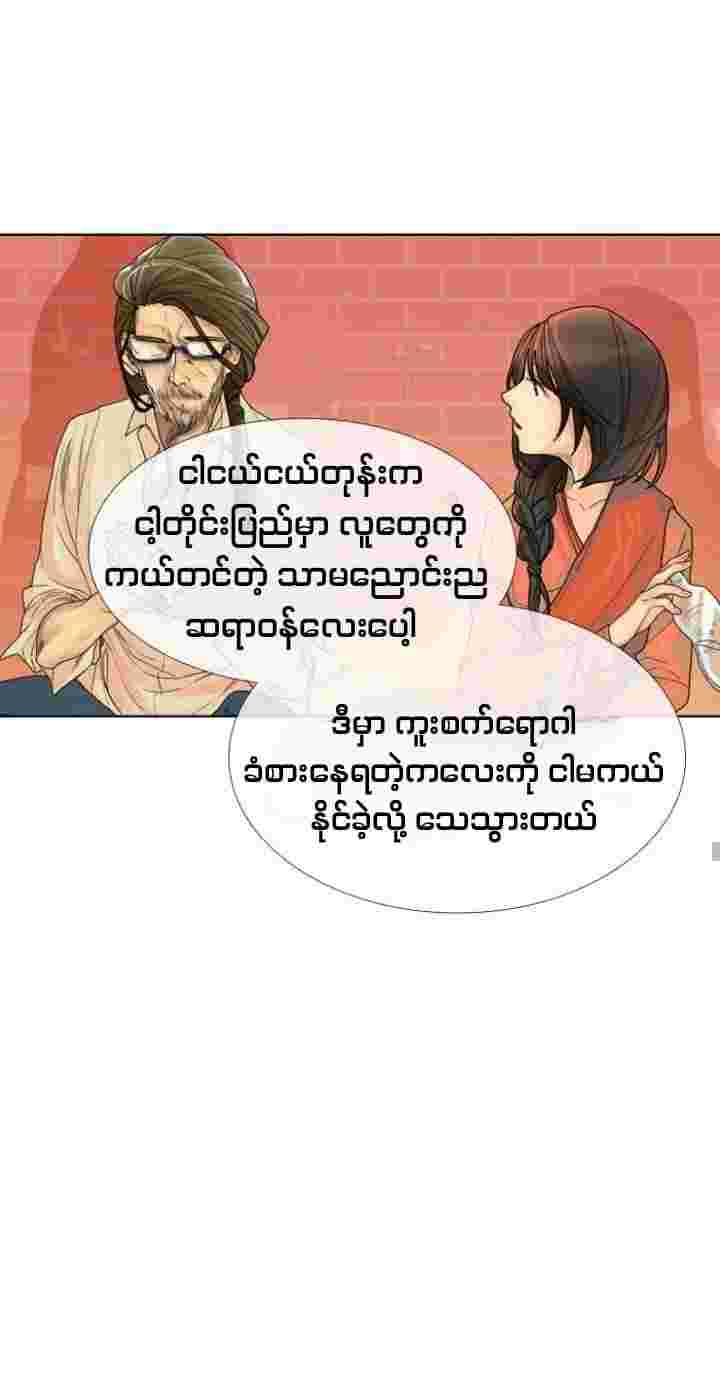 ငါငယ်ငယ်တုန်းက
ငါ့တိုင်းပြည်မှာ လူတွေကို
ကယ်တင်တဲ့ သာမညောင်းည
ဆရာဝန်လေးပေါ့
ဒီမှာ ကူးစက်ရောဂါ
ခံစားနေရတဲ့ကလေးကို ငါမကယ်
နိုင်ခဲ့လို့ သေသွားတယ်